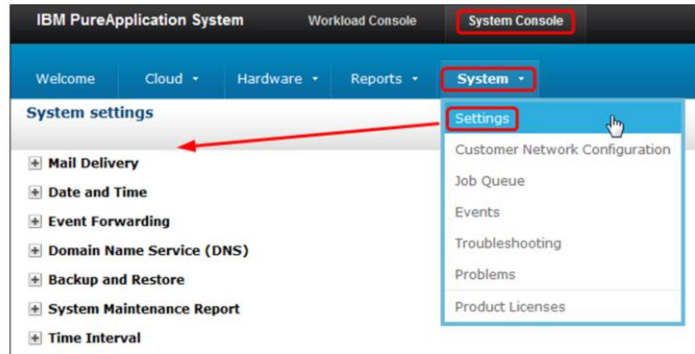 IBM PureApplication System Workload Console System Console
Welcome Cloud Hardware Reports System
System settings
Mail Delivery
Date and Time
Event Forwarding
Domain Name Service (DNS)
Backup and Restore
System Maintenance Report
Time Interval
Settings
Customer Network Configuration
Job Queue
Events
Troubleshooting
Problems
Product Licenses